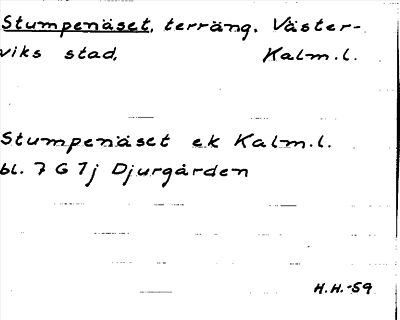 Stumpenäset, terräng. Väster-
viks stad, Kalm.l.
Stumpenäset ek Kalm.l.
bl. 7 G 7j Djurgården
H.H.-59